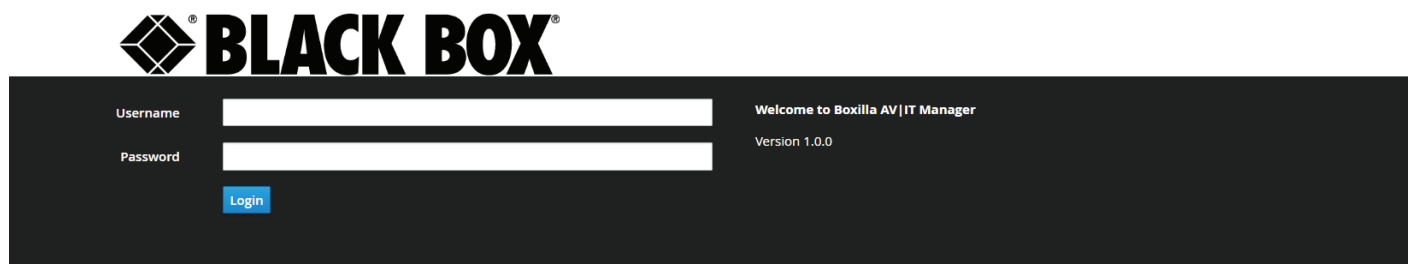 ® BLACK BOX®
Username
Welcome to Boxilla AV|IT Manager
Version 1.0.0
Password
Login